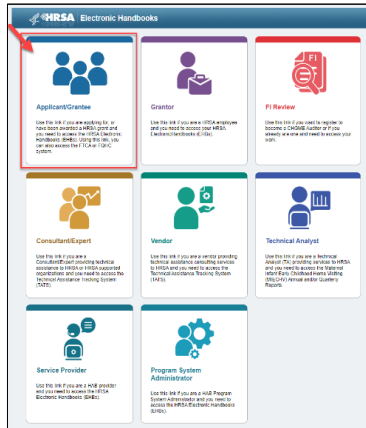 HRSA Electronic Handbooks
Applicant/Grantee
Use this link if you are applying for, or
have been awarded a HRSA grant and
you need to access the HRSA Electronic
Handbooks (EHBs). Using this link, you
can also access the FTCA or FQHC
system.
Grantor
Use this link if you are a HRSA employee
and you need to access your HRSA
Electronic Handbooks (EHBs).
FI
FI Review
Use this link if you want to register to
become a CHGME Auditor or if you
already are one and need to access your
work.
Consultant/Expert
Use this link if you are a
Consultant/Expert providing technical
assistance to HRSA or HRSA supported
organizations and you need to access the
Technical Assistance Tracking System
(TATS).
Vendor
Use this link if you are a vendor providing
technical assistance consulting services
to HRSA and you need to access the
Technical Assistance Tracking System
(TATS).
Technical Analyst
Use this link if you are a Technical
Analyst (TA) providing services to HRSA
and you need to access the Maternal
Infant Early Childhood Home Visiting
(MIECHV) Annual and/or Quarterly
Reports.
Service Provider
Use this link if you are a HAB provider
and you need to access the HRSA
Electronic Handbooks (EHBs).
Program System
Administrator
Use this link if you are a HAB Program
System Administrator and you need to
access the HRSA Electronic Handbooks
(EHBs).